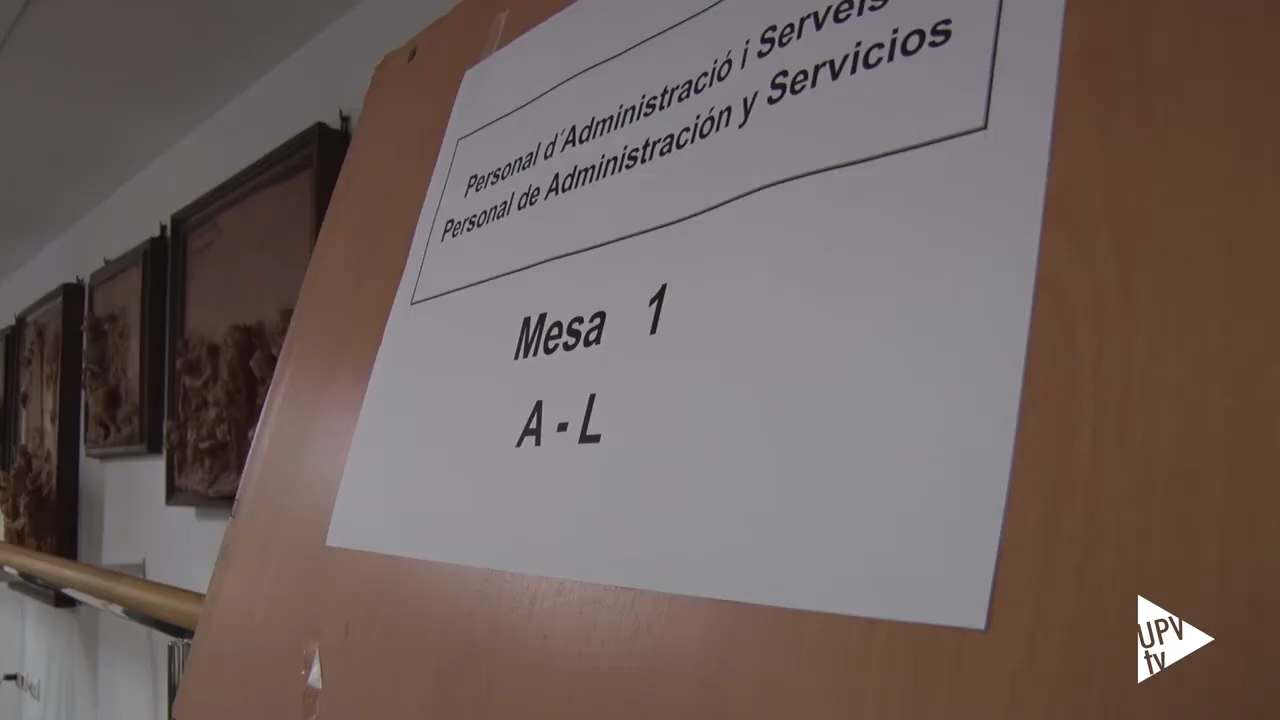 Personal d´Administració i Serveis
Personal de Administración y Servicios
Mesa 1
A - L
UPV
tv